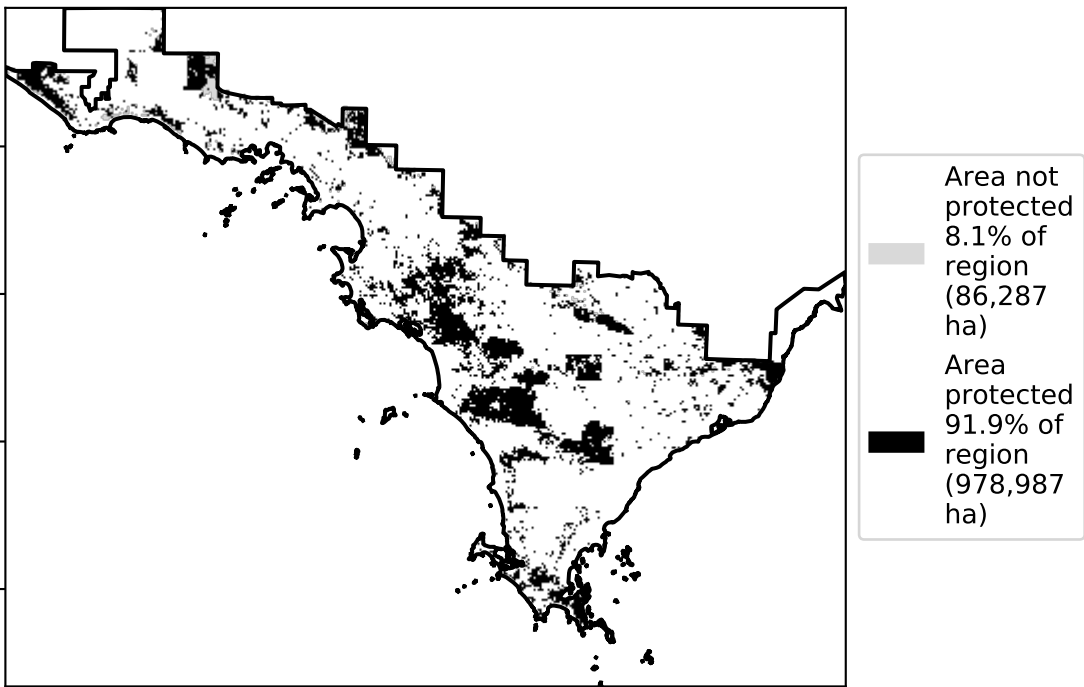 Area not
protected
8.1% of
region
(86,287
ha)
Area
protected
91.9% of
region
(978,987
ha)